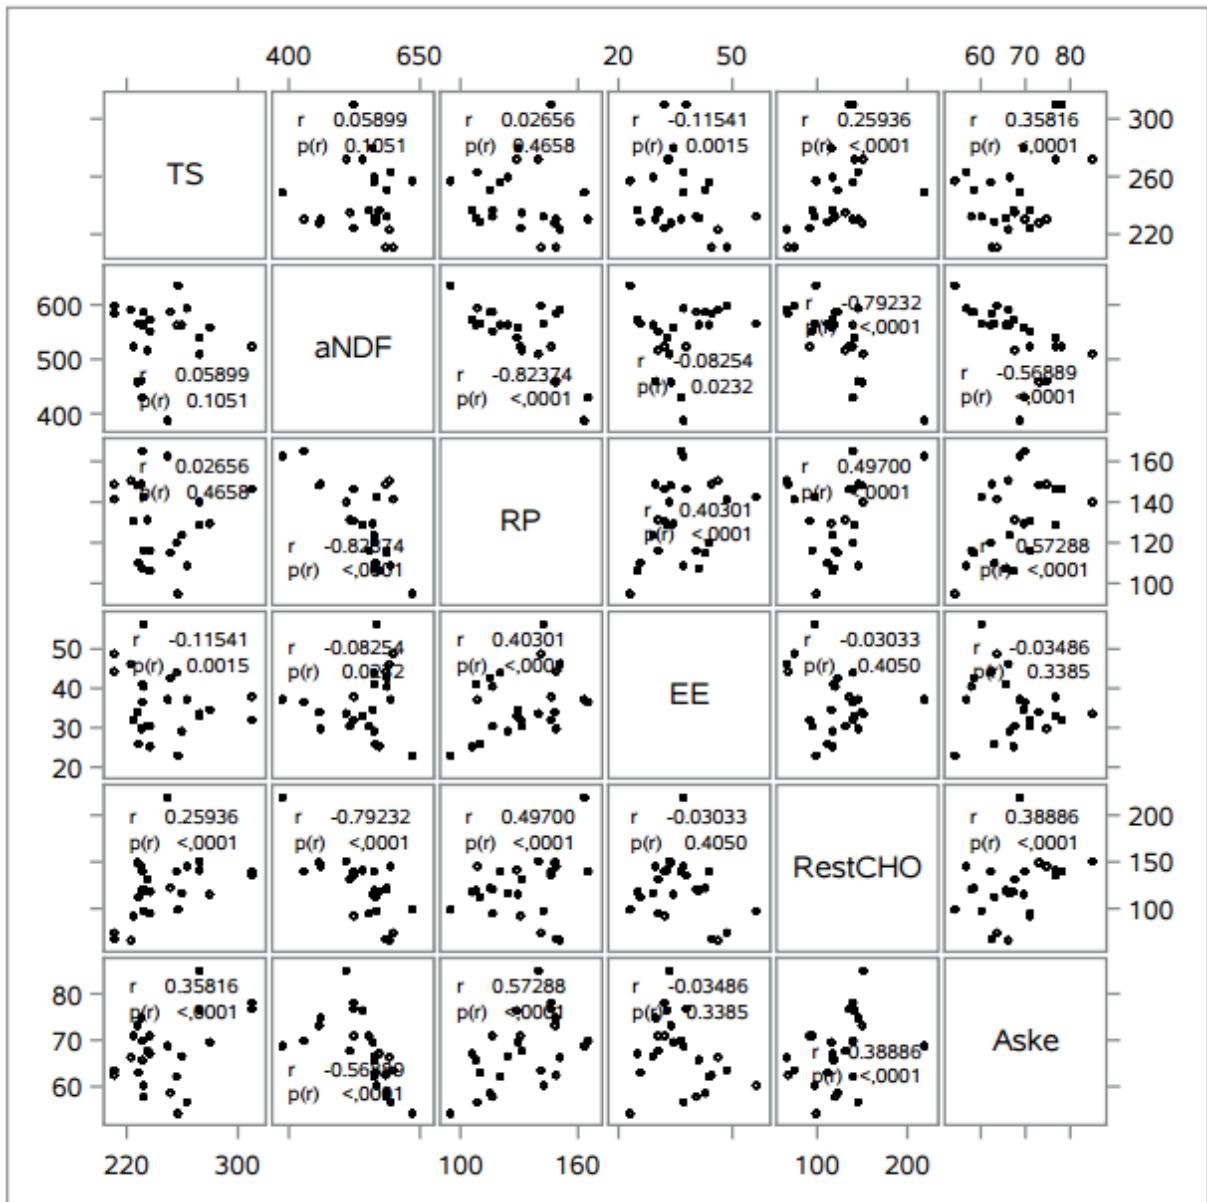 400 650 20 50 60 70 80
TS
r 0.05899
p(r) 0.1051
r 0.02656
p(r) 0.4658
r -0.11541
p(r) 0.0015
r 0.25936
p(r) <,0001
r 0.35816
p(r) <,0001
300
260
220
600
500
400
r 0.05899
p(r) 0.1051
aNDF
r -0.82374
p(r) <,0001
r -0.08254
p(r) 0.0232
r -0.79232
p(r) <,0001
r -0.56889
p(r) <,0001
r 0.02656
p(r) 0.4658
r -0.82374
p(r) <,0001
RP
r 0.40301
p(r) <,0001
r 0.49700
p(r) <,0001
r 0.57288
p(r) <,0001
160
140
120
100
50
40
30
20
r -0.11541
p(r) 0.0015
r -0.08254
p(r) 0.0232
r 0.40301
p(r) <,0001
EE
r -0.03033
p(r) 0.4050
r -0.03486
p(r) 0.3385
r 0.25936
p(r) <,0001
r -0.79232
p(r) <,0001
r 0.49700
p(r) <,0001
r -0.03033
p(r) 0.4050
RestCHO
r 0.38886
p(r) <,0001
200
150
100
80
70
60
r 0.35816
p(r) <,0001
r -0.56889
p(r) <,0001
r 0.57288
p(r) <,0001
r -0.03486
p(r) 0.3385
r 0.38886
p(r) <,0001
Aske
220 300 100 160 100 200